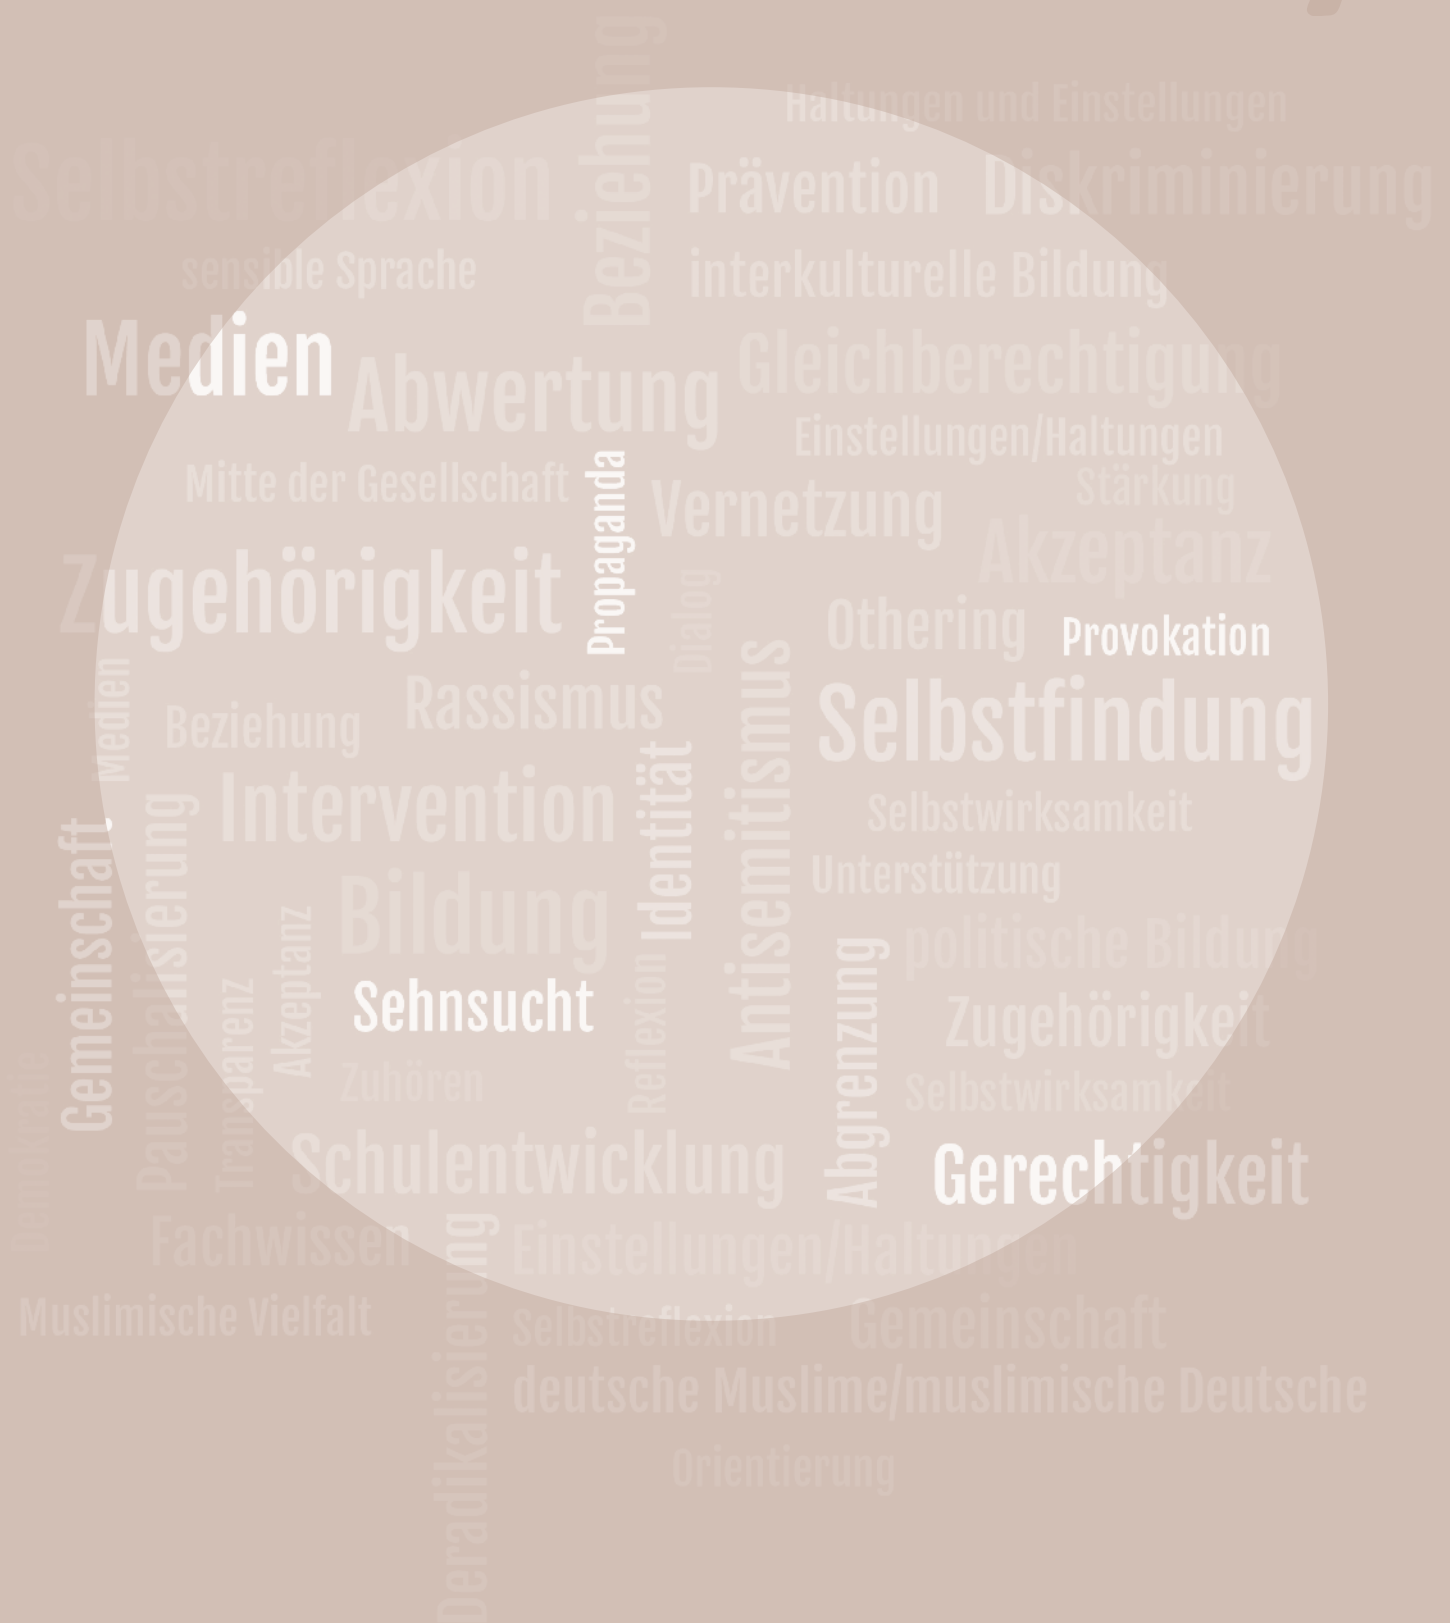 Beziehung
Haltungen und Einstellungen
Selbstreflexion
Prävention
Diskriminierung
sensible Sprache
interkulturelle Bildung
Medien
Abwertung
Gleichberechtigung
Einstellungen/Haltungen
Mitte der Gesellschaft
Propaganda
Vernetzung
Stärkung
Akzeptanz
Zugehörigkeit
Dialog
Othering
Provokation
Medien
Beziehung
Rassismus
Antisemitismus
Selbstfindung
Identität
Intervention
Selbstwirksamkeit
Gemeinschaft
Pauschalisierung
Bildung
Unterstützung
politische Bildung
Akzeptanz
Transparenz
Sehnsucht
Reflexion
Abgrenzung
Zugehörigkeit
Demokratie
Zuhören
Selbstwirksamkeit
Schulentwicklung
Gerechtigkeit
Fachwissen
Deradikalisierung
Einstellungen/Haltungen
Muslimische Vielfalt
Selbstreflexion
Gemeinschaft
deutsche Muslime/muslimische Deutsche
Orientierung